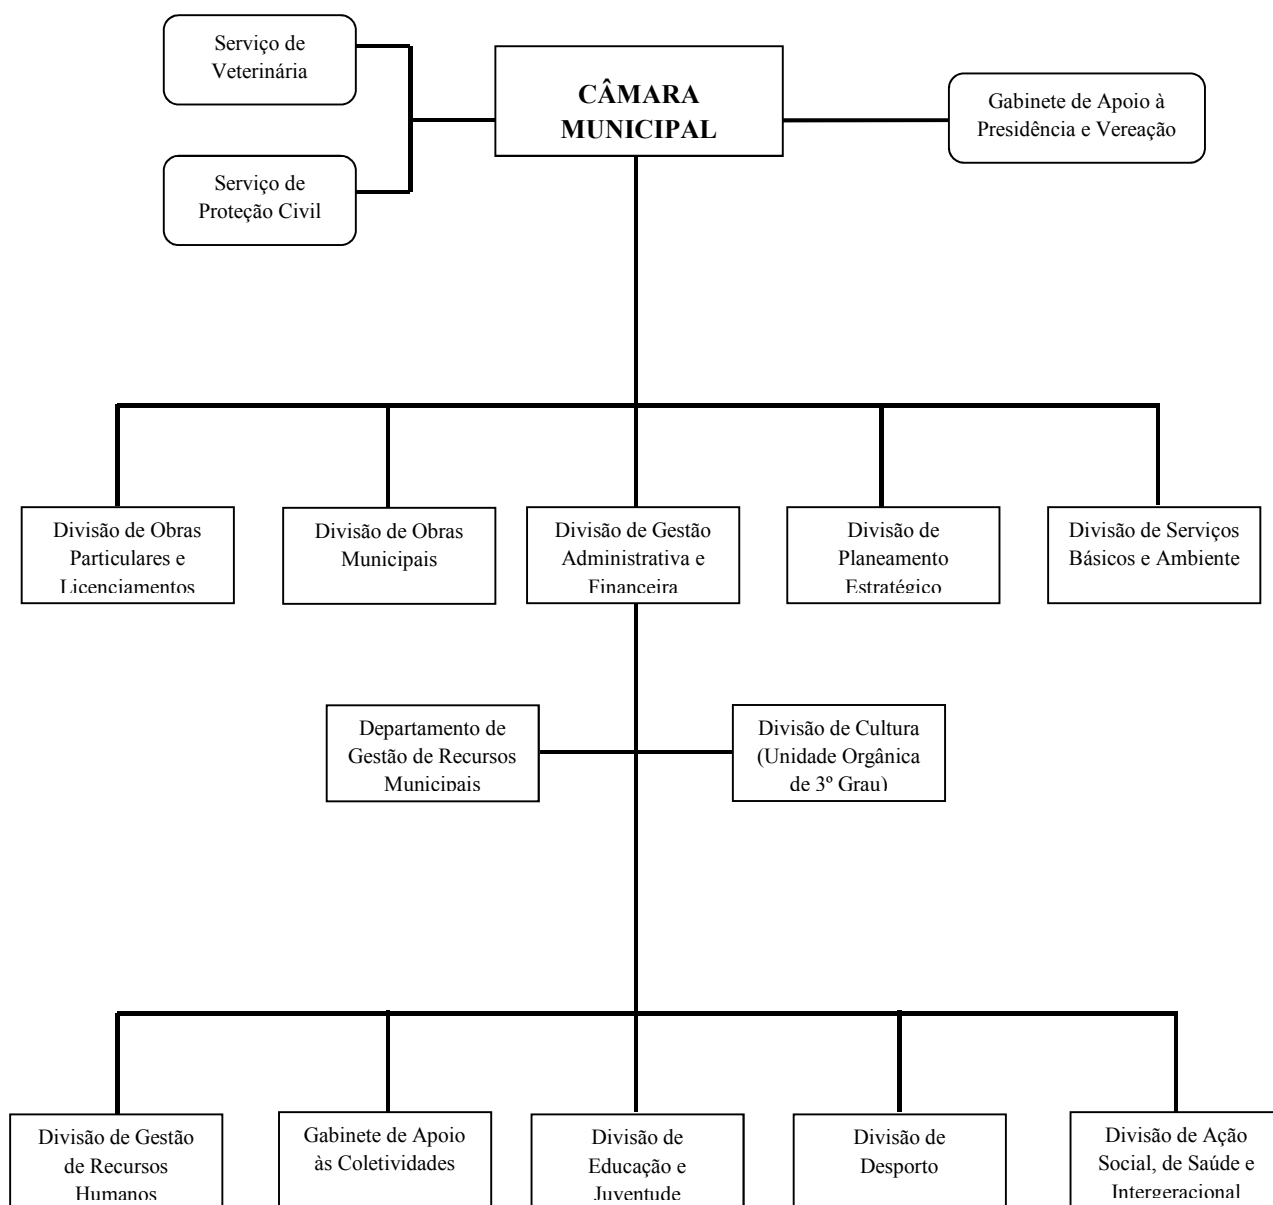 Serviço de
Veterinária
CÂMARA
MUNICIPAL
Gabinete de Apoio à
Presidência e Vereação
Serviço de
Proteção Civil
Divisão de Obras
Particulares e
Licenciamentos
Divisão de Obras
Municipais
Divisão de Gestão
Administrativa e
Financeira
Divisão de
Planeamento
Estratégico
Divisão de Serviços
Básicos e Ambiente
Departamento de
Gestão de Recursos
Municipais
Divisão de Cultura
(Unidade Orgânica
de 3º Grau)
Divisão de Gestão
de Recursos
Humanos
Gabinete de Apoio
às Coletividades
Divisão de
Educação e
Juventude
Divisão de
Desporto
Divisão de Ação
Social, de Saúde e
Intergeracional